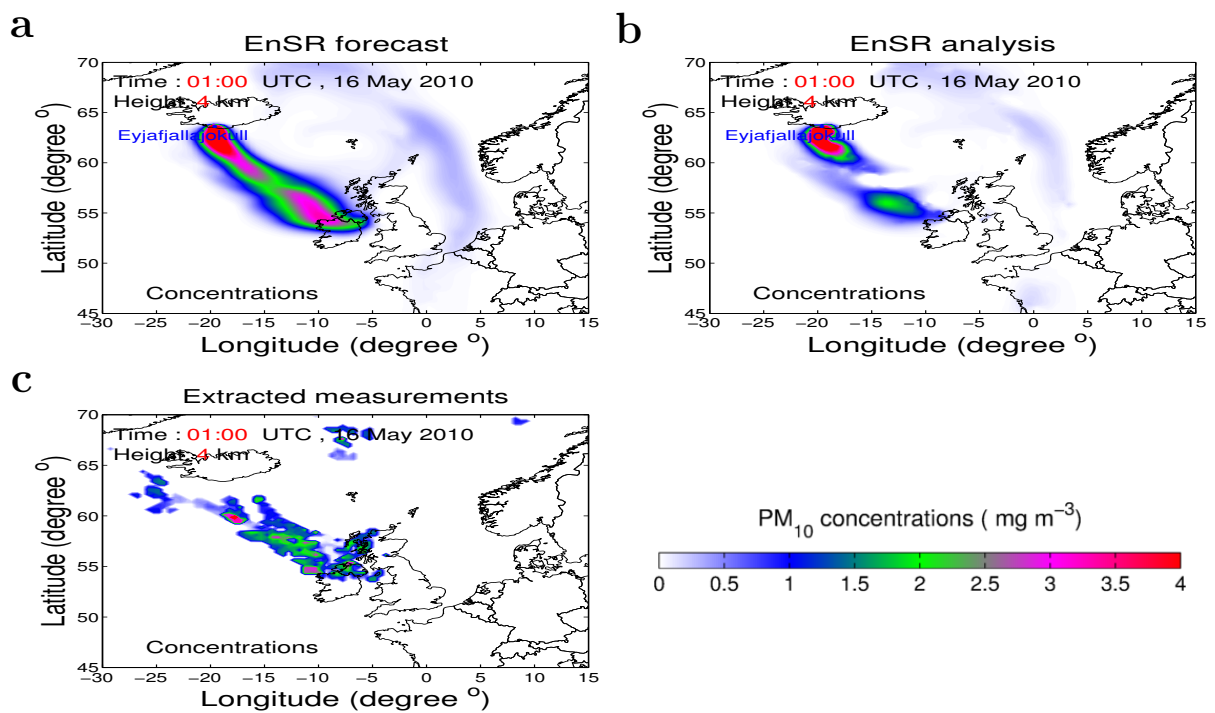 a
EnSR forecast
Time : 01:00 UTC , 16 May 2010
Height 4 km
Eyjafjallajokull
Concentrations
Latitude (degree °)
70
65
60
55
50
45
−30 −25 −20 −15 −10 −5 0 5 10 15
Longitude (degree °)
b
EnSR analysis
Time : 01:00 UTC , 16 May 2010
Height 4 km
Eyjafjallajokull
Concentrations
Latitude (degree °)
70
65
60
55
50
45
−30 −25 −20 −15 −10 −5 0 5 10 15
Longitude (degree °)
c
Extracted measurements
Time : 01:00 UTC , 16 May 2010
Height 4 km
Concentrations
Latitude (degree °)
70
65
60
55
50
45
−30 −25 −20 −15 −10 −5 0 5 10 15
Longitude (degree °)
PM₁₀ concentrations ( mg m⁻³)
0 0.5 1 1.5 2 2.5 3 3.5 4